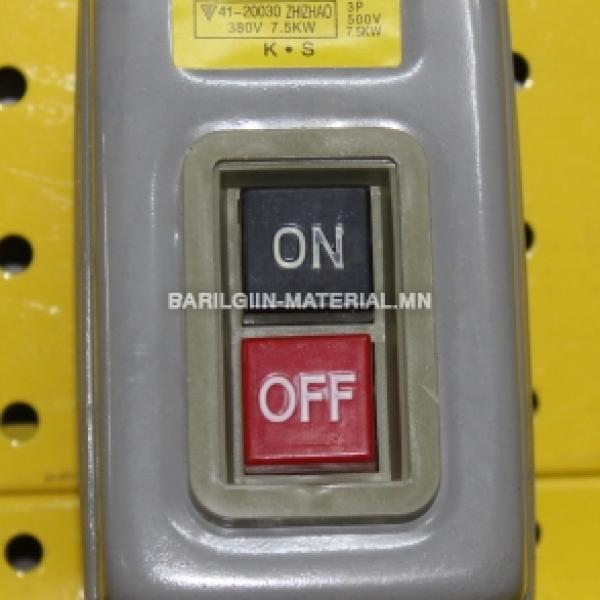 41-20030 ZHIZHAO
380V 7.5KW
3P
500V
7.5KW
K • S
ON
BARILGIIN-MATERIAL.MN
OFF